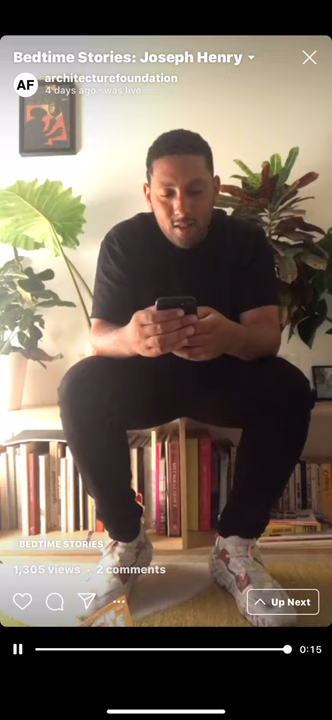 Bedtime Stories: Joseph Henry
AF
architecturefoundation
4 days ago · was live
BEDTIME STORIES
1,305 views · 2 comments
Up Next
0:15